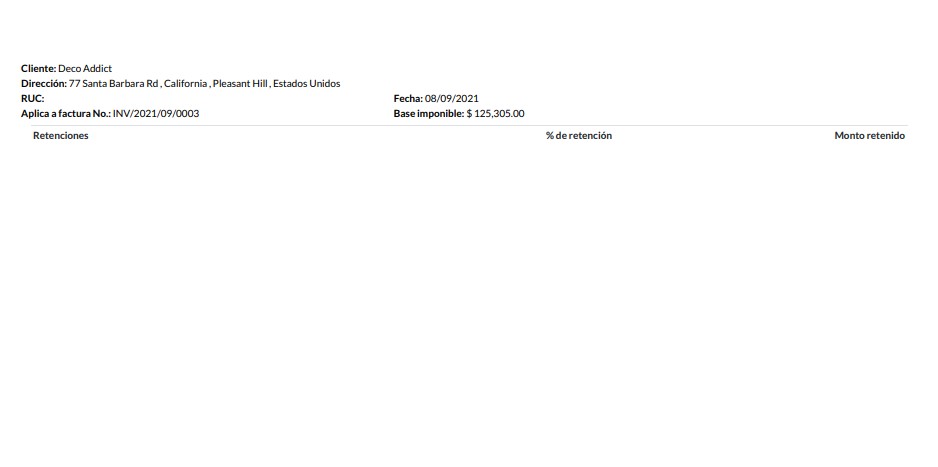 Cliente: Deco Addict
Dirección: 77 Santa Barbara Rd , California , Pleasant Hill , Estados Unidos
RUC: Fecha: 08/09/2021
Aplica a factura No.: INV/2021/09/0003 Base imponible: $ 125,305.00
Retenciones % de retención Monto retenido